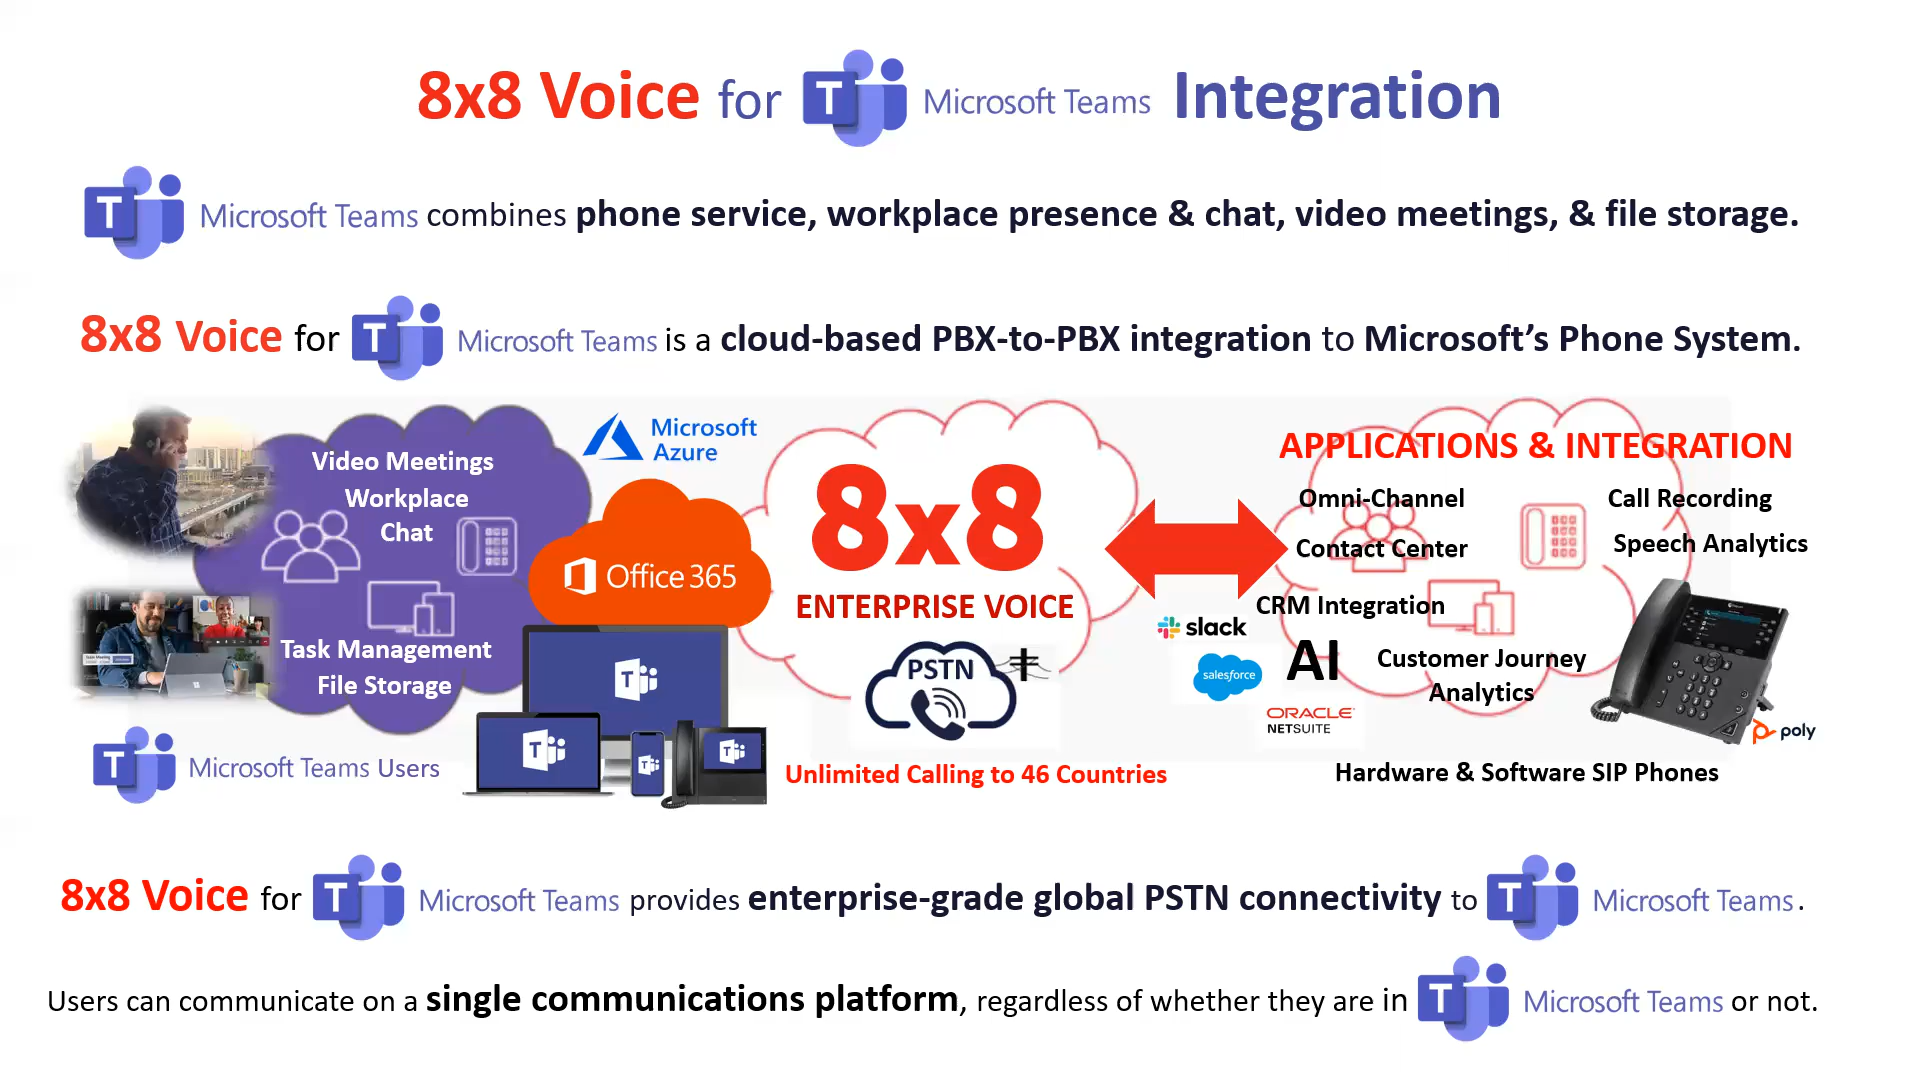 8x8 Voice for T Microsoft Teams Integration
T Microsoft Teams combines phone service, workplace presence & chat, video meetings, & file storage.
8x8 Voice for T Microsoft Teams is a cloud-based PBX-to-PBX integration to Microsoft's Phone System.
Video Meetings
Workplace
Chat
Task Management
File Storage
T Microsoft Teams Users
Microsoft
Azure
Office 365
T
T
T
T
8x8
ENTERPRISE VOICE
PSTN
Unlimited Calling to 46 Countries
APPLICATIONS & INTEGRATION
Omni-Channel
Contact Center
Call Recording
Speech Analytics
CRM Integration
slack
salesforce
AI
Customer Journey
Analytics
ORACLE
NETSUITE
poly
Hardware & Software SIP Phones
8x8 Voice for T Microsoft Teams provides enterprise-grade global PSTN connectivity to T Microsoft Teams.
Users can communicate on a single communications platform, regardless of whether they are in T Microsoft Teams or not.